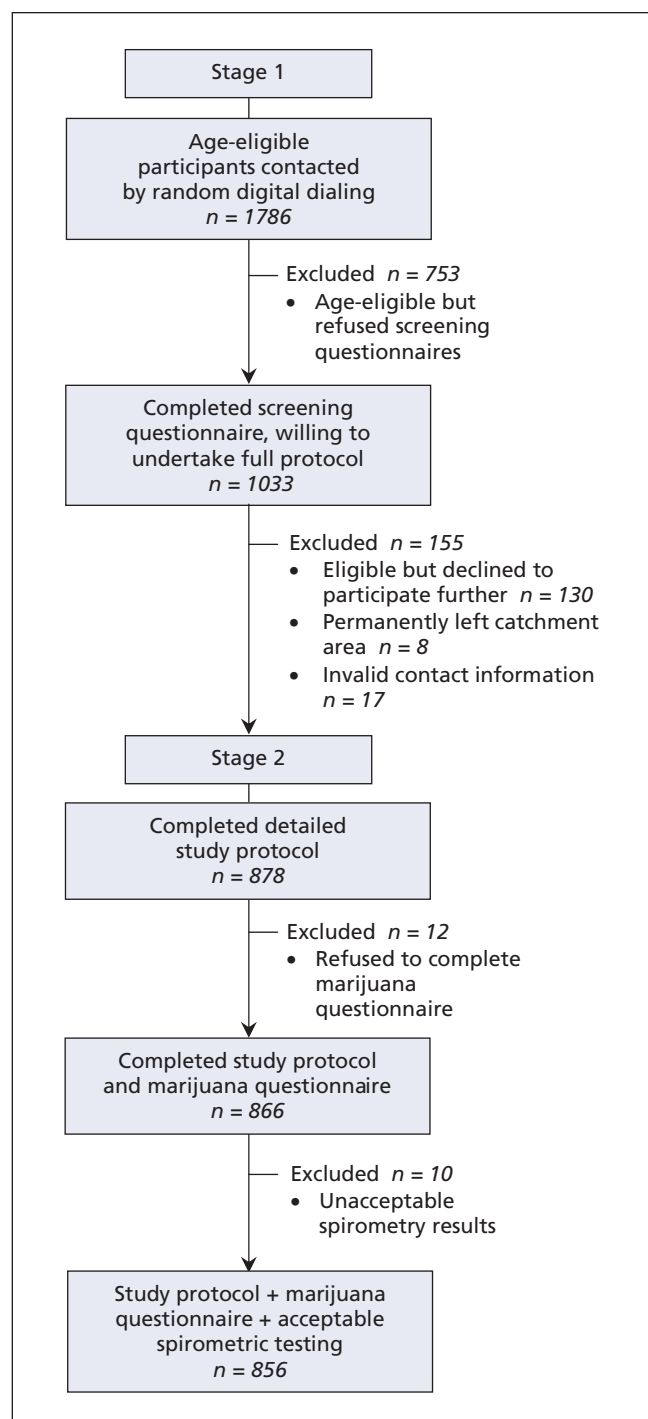 Stage 1
Age-eligible
participants contacted
by random digital dialing
n = 1786
Excluded n = 753
• Age-eligible but
refused screening
questionnaires
Completed screening
questionnaire, willing to
undertake full protocol
n = 1033
Excluded n = 155
• Eligible but declined to
participate further n = 130
• Permanently left catchment
area n = 8
• Invalid contact information
n = 17
Stage 2
Completed detailed
study protocol
n = 878
Excluded n = 12
• Refused to complete
marijuana
questionnaire
Completed study protocol
and marijuana questionnaire
n = 866
Excluded n = 10
• Unacceptable
spirometry results
Study protocol + marijuana
questionnaire + acceptable
spirometric testing
n = 856